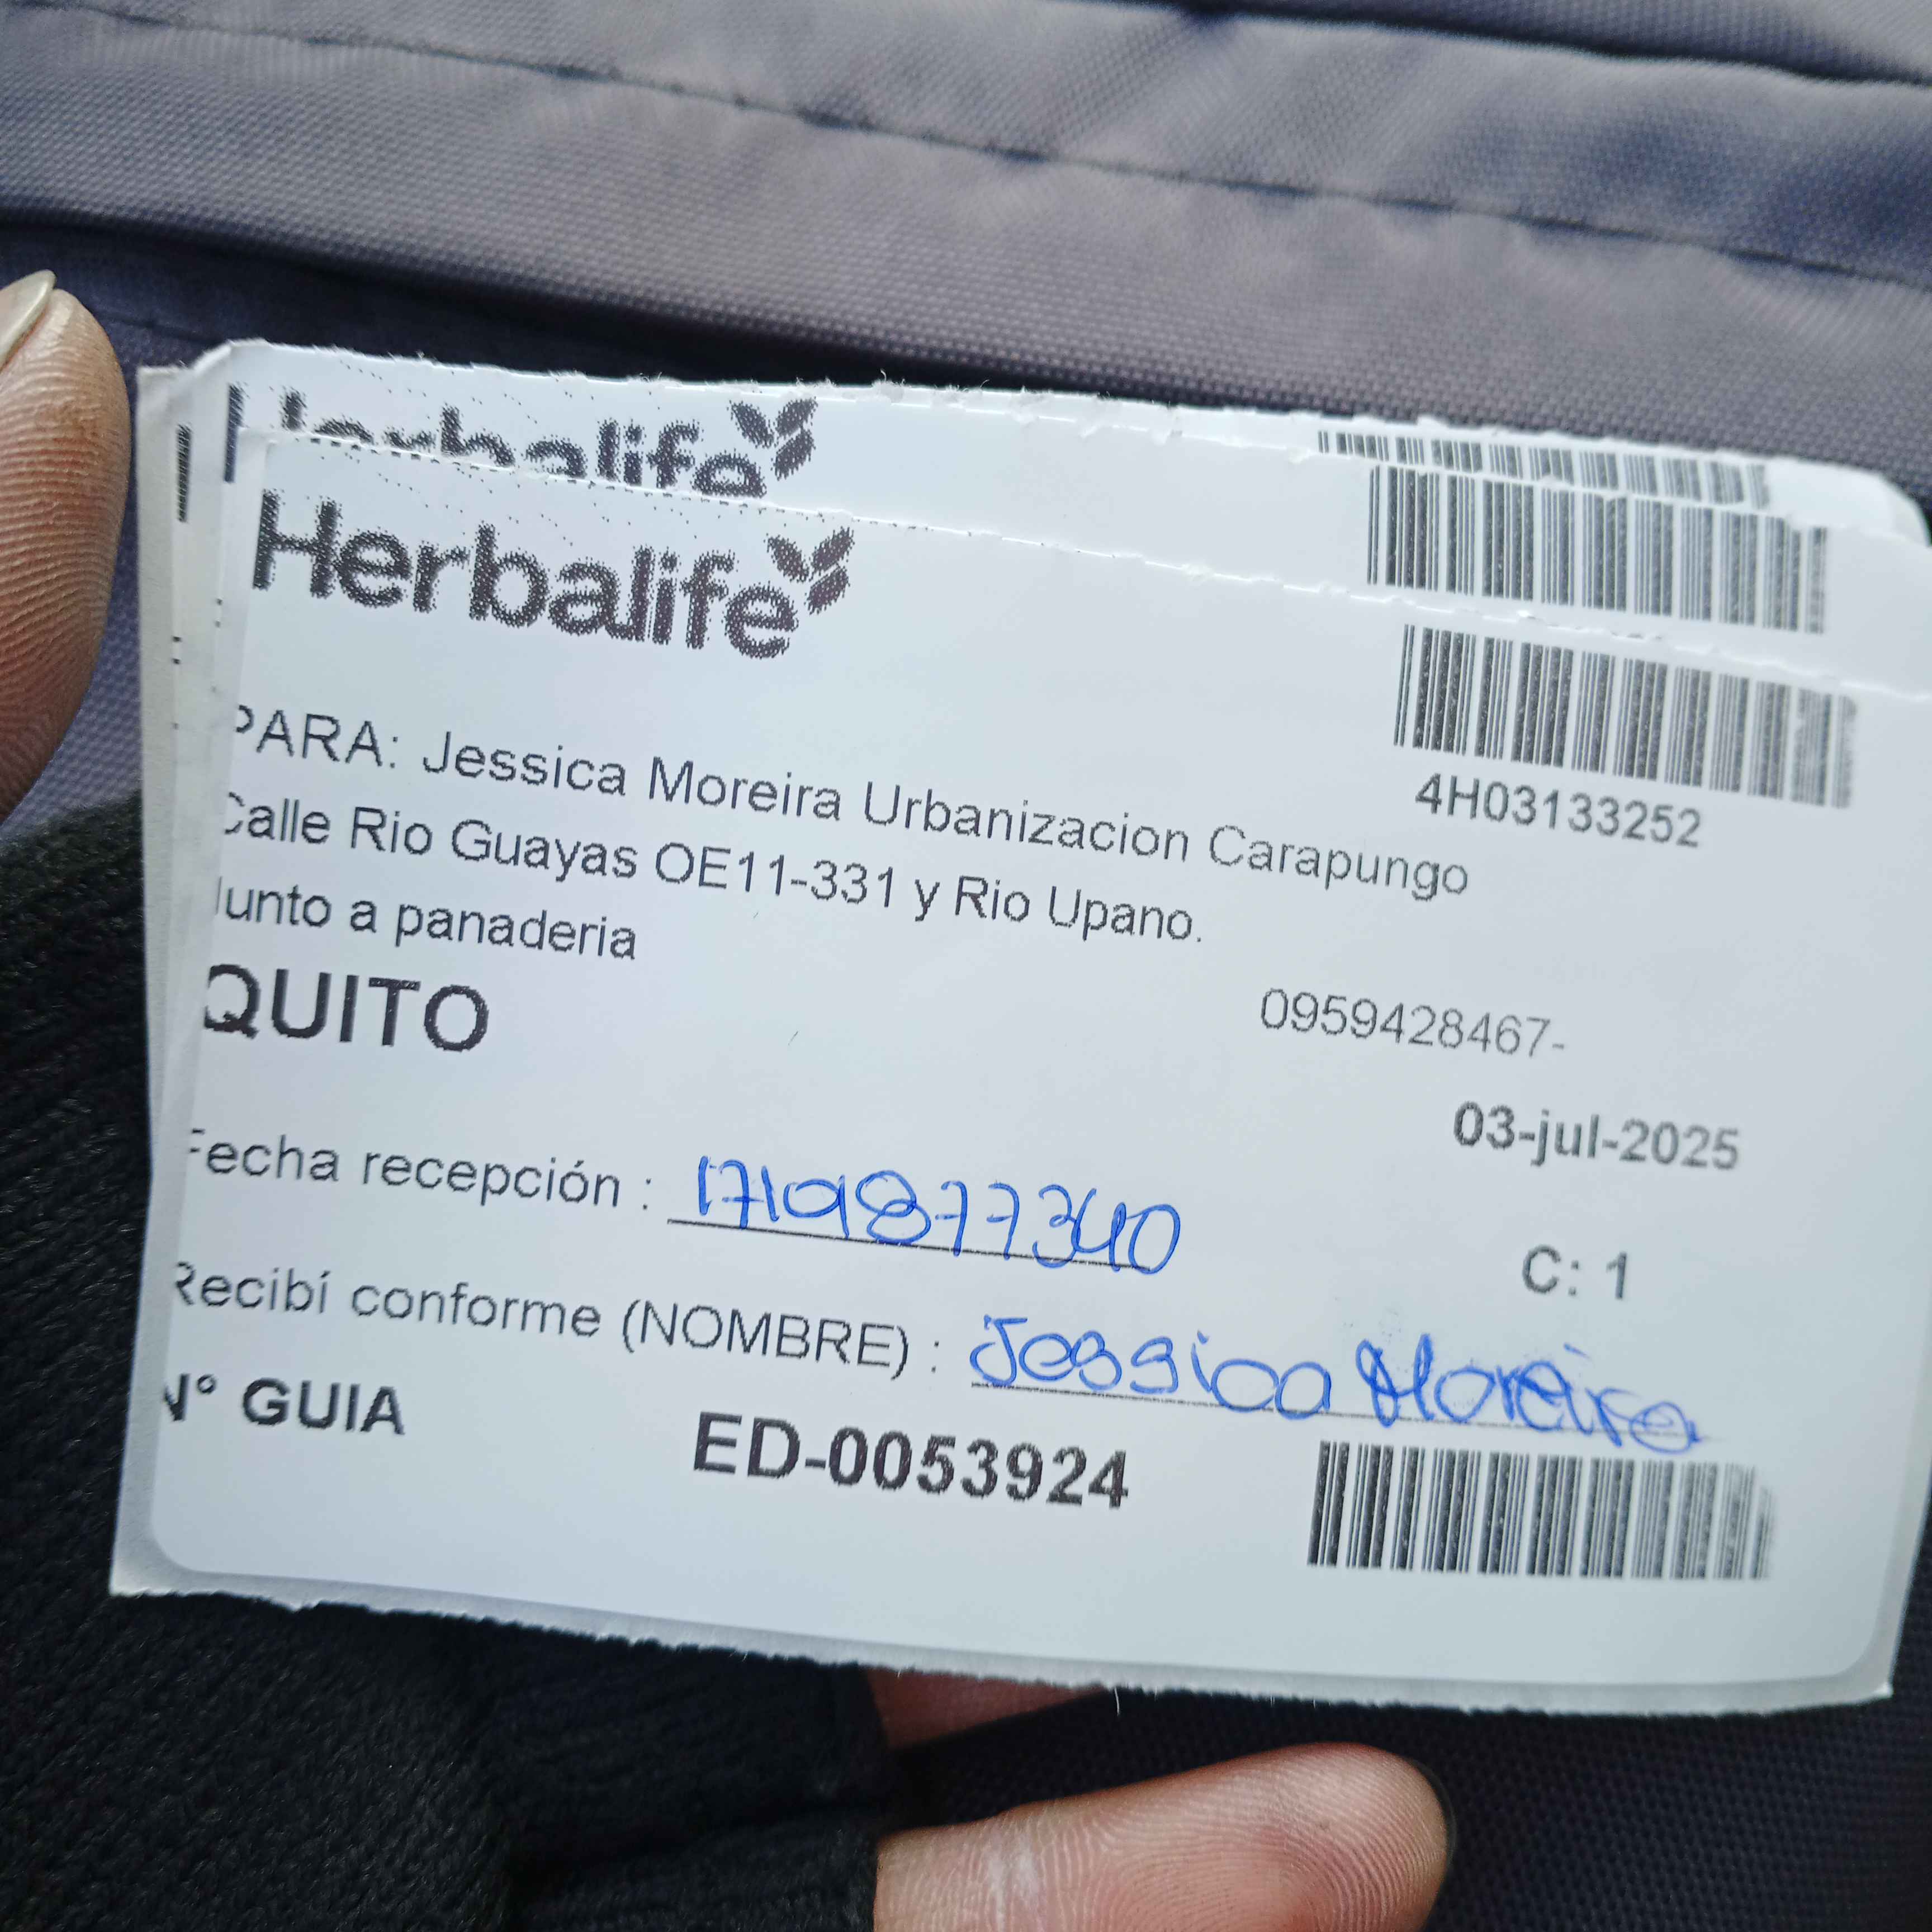 Herbalife
Herbalife
4H03133252
PARA: Jessica Moreira Urbanizacion Carapungo
Calle Rio Guayas OE11-331 y Rio Upano.
Junto a panaderia
QUITO
0959428467-
03-jul-2025
Fecha recepción : 1719877340
C: 1
Recibí conforme (NOMBRE) : Jessica Moreira
N° GUIA ED-0053924